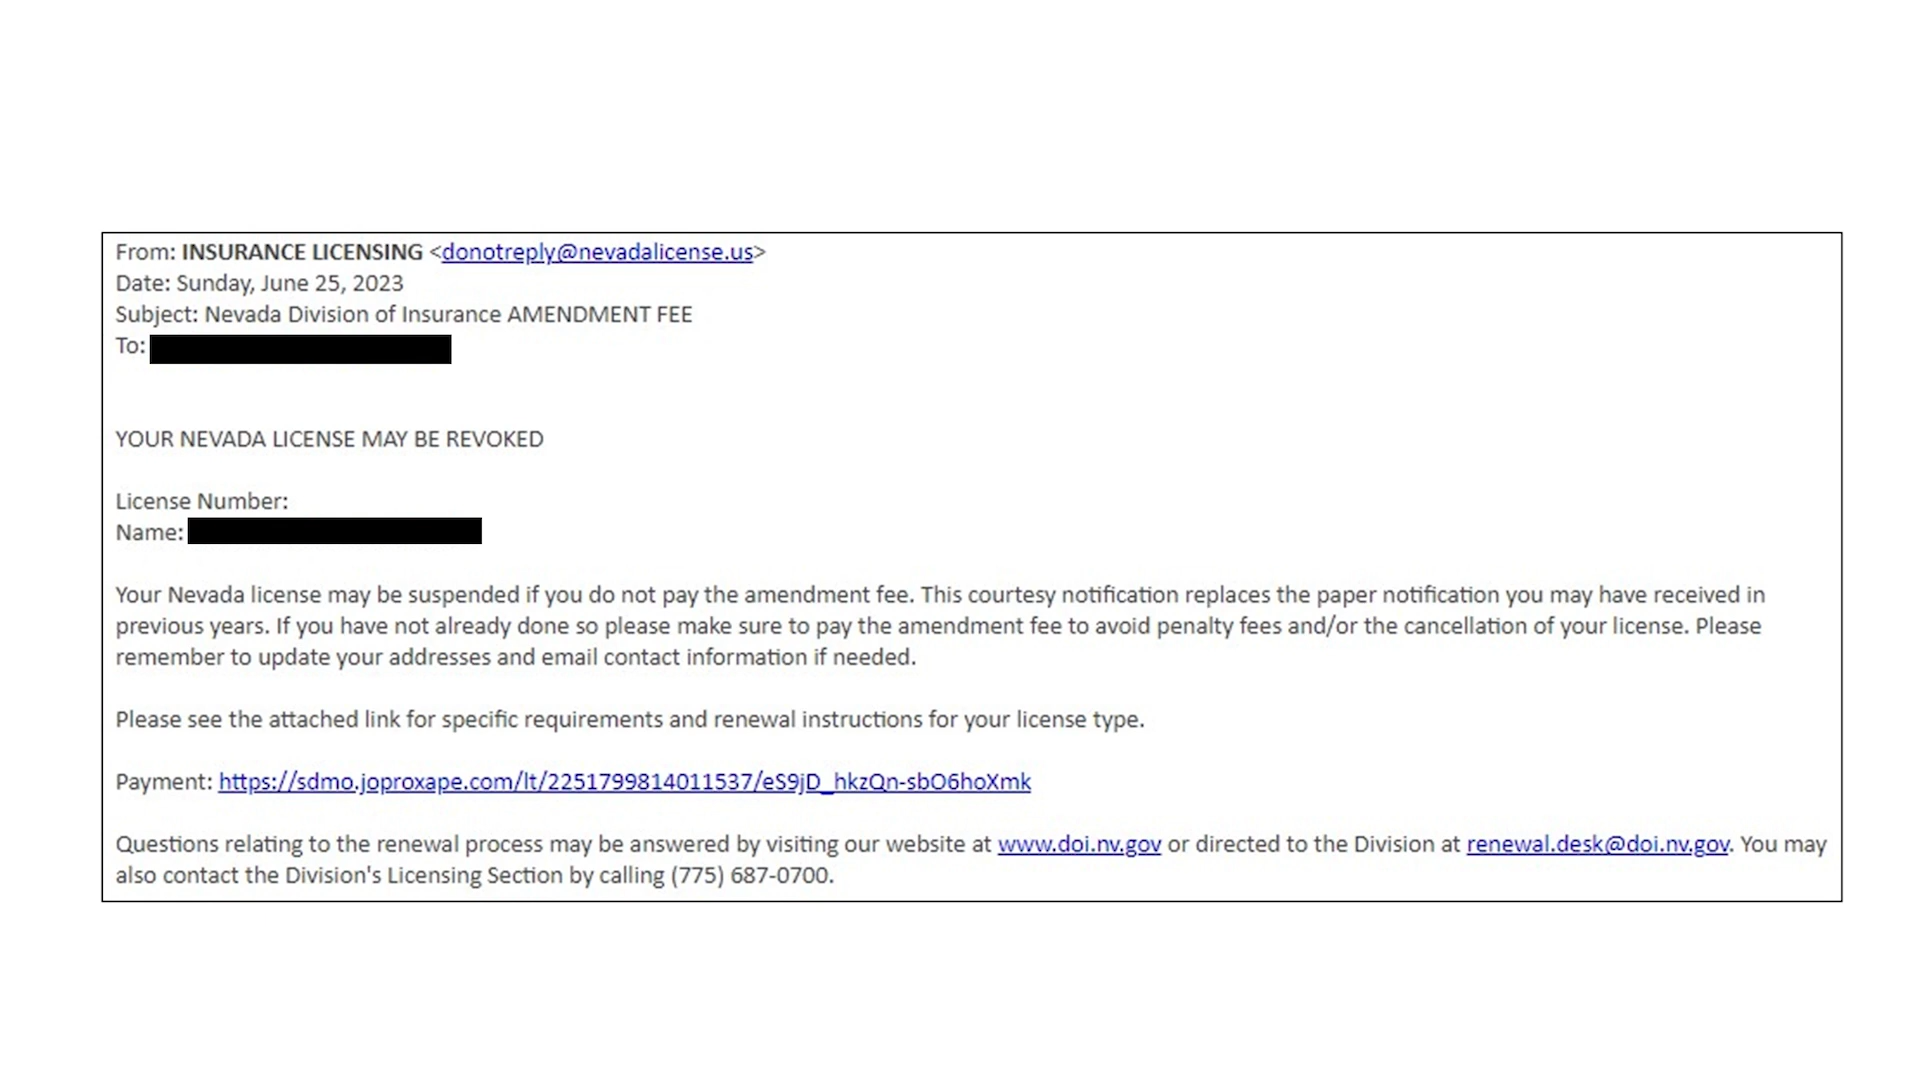 From: INSURANCE LICENSING <donotreply@nevadalicense.us>
Date: Sunday, June 25, 2023
Subject: Nevada Division of Insurance AMENDMENT FEE
To:
YOUR NEVADA LICENSE MAY BE REVOKED
License Number:
Name:
Your Nevada license may be suspended if you do not pay the amendment fee. This courtesy notification replaces the paper notification you may have received in
previous years. If you have not already done so please make sure to pay the amendment fee to avoid penalty fees and/or the cancellation of your license. Please
remember to update your addresses and email contact information if needed.
Please see the attached link for specific requirements and renewal instructions for your license type.
Payment: https://sdmo.joproxape.com/lt/2251799814011537/eS9jD_hkzQn-sbO6hoXmk
Questions relating to the renewal process may be answered by visiting our website at www.doi.nv.gov or directed to the Division at renewal.desk@doi.nv.gov. You may
also contact the Division's Licensing Section by calling (775) 687-0700.